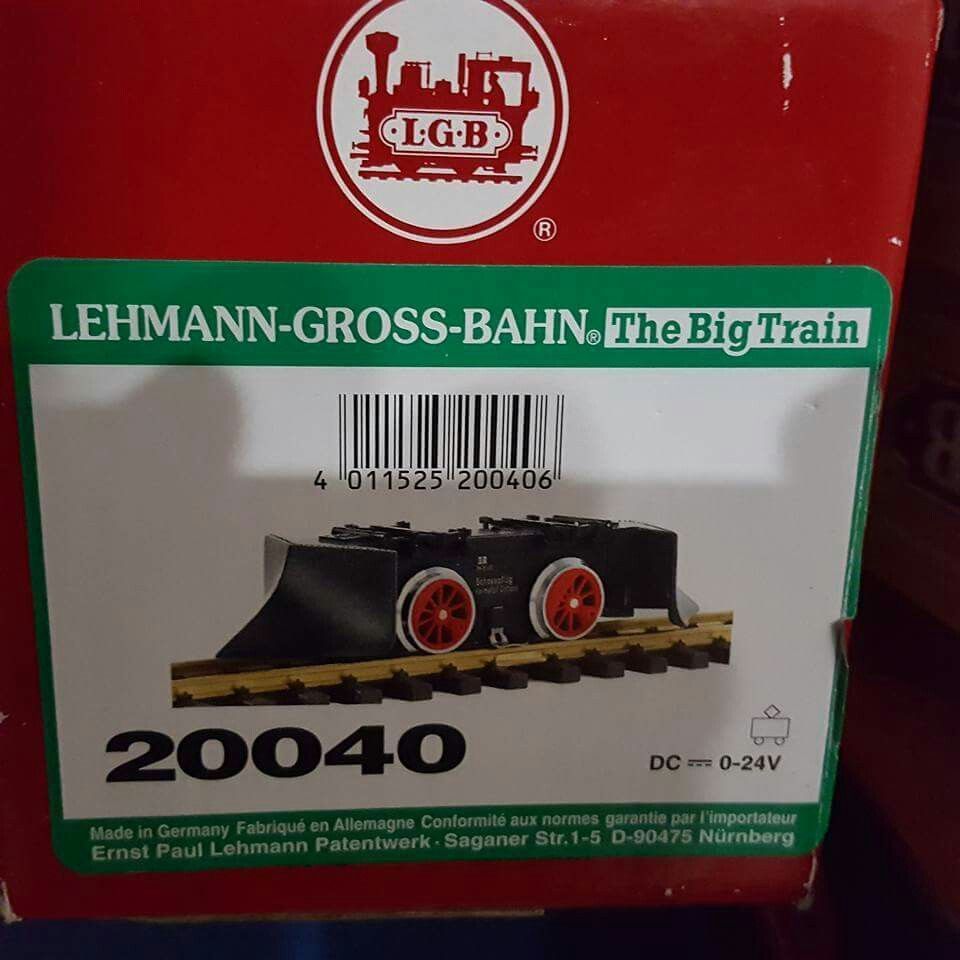 L·G·B
®
LEHMANN-GROSS-BAHN® The Big Train
4 011525 200406
Schneepflug
20040
DC 0-24V
Made in Germany Fabriqué en Allemagne Conformité aux normes garantie par l'importateur
Ernst Paul Lehmann Patentwerk · Saganer Str.1-5 D-90475 Nürnberg